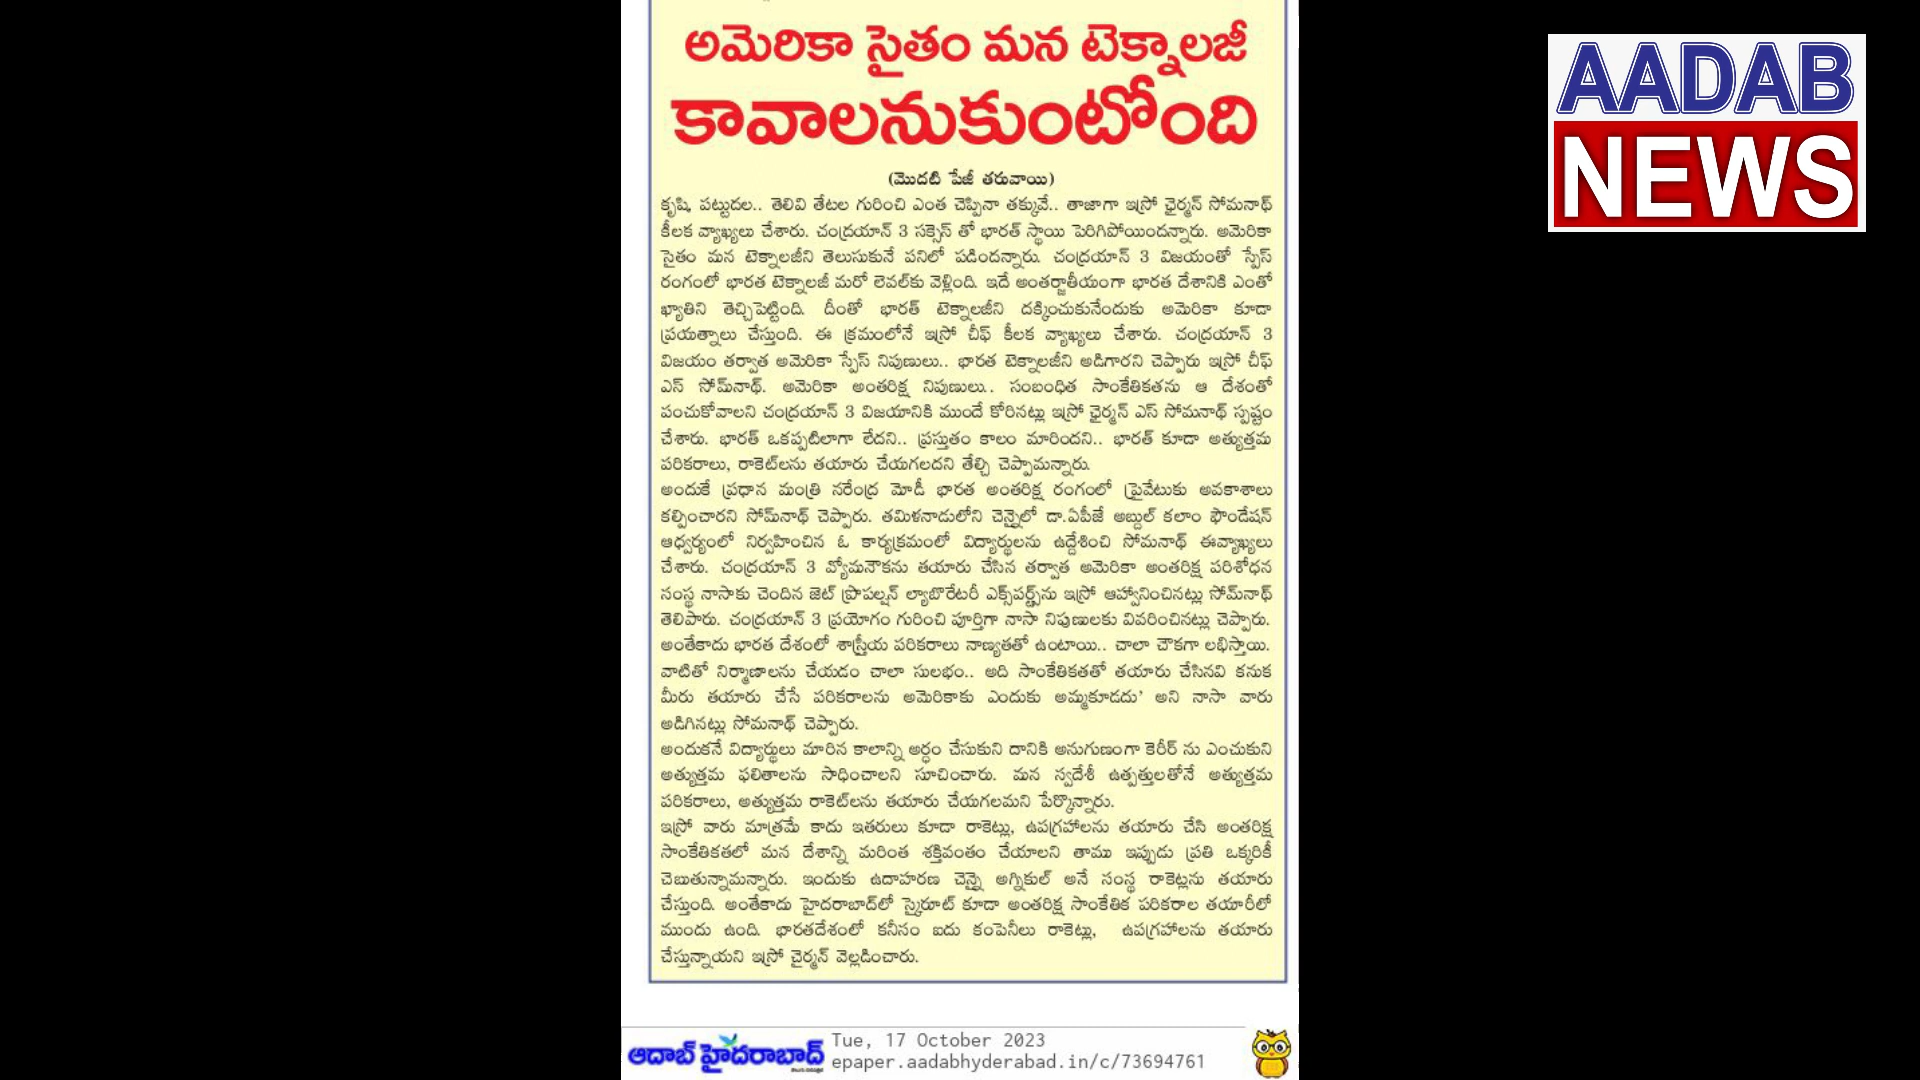 అమెరికా సైతం మన టెక్నాలజీ
కావాలనుకుంటోంది
(మొదటి పేజీ తరువాయి)
కృషి, పట్టుదల.. తెలివి తేటల గురించి ఎంత చెప్పినా తక్కువే.. తాజాగా ఇస్రో ఛైర్మన్ సోమనాథ్
కీలక వ్యాఖ్యలు చేశారు. చంద్రయాన్ 3 సక్సెస్ తో భారత్ స్థాయి పెరిగిపోయిందన్నారు. అమెరికా
సైతం మన టెక్నాలజీని తెలుసుకునే పనిలో పడిందన్నారు. చంద్రయాన్ 3 విజయంతో స్పేస్
రంగంలో భారత టెక్నాలజీ మరో లెవల్‌కు వెళ్లింది. ఇదే అంతర్జాతీయంగా భారత దేశానికి ఎంతో
ఖ్యాతిని తెచ్చిపెట్టింది. దీంతో భారత్ టెక్నాలజీని దక్కించుకునేందుకు అమెరికా కూడా
ప్రయత్నాలు చేస్తుంది. ఈ క్రమంలోనే ఇస్రో చీఫ్ కీలక వ్యాఖ్యలు చేశారు. చంద్రయాన్ 3
విజయం తర్వాత అమెరికా స్పేస్ నిపుణులు.. భారత టెక్నాలజీని అడిగారని చెప్పారు ఇస్రో చీఫ్
ఎస్ సోమ్‌నాథ్. అమెరికా అంతరిక్ష నిపుణులు.. సంబంధిత సాంకేతికతను ఆ దేశంతో
పంచుకోవాలని చంద్రయాన్ 3 విజయానికి ముందే కోరినట్లు ఇస్రో ఛైర్మన్ ఎస్ సోమనాథ్ స్పష్టం
చేశారు. భారత్ ఒకప్పటిలాగా లేదని.. ప్రస్తుతం కాలం మారిందని.. భారత్ కూడా అత్యుత్తమ
పరికరాలు, రాకెట్‌లను తయారు చేయగలదని తేల్చి చెప్పామన్నారు.
అందుకే ప్రధాన మంత్రి నరేంద్ర మోడీ భారత అంతరిక్ష రంగంలో ప్రైవేటుకు అవకాశాలు
కల్పించారని సోమ్‌నాథ్ చెప్పారు. తమిళనాడులోని చెన్నైలో డా.ఏపీజే అబ్దుల్ కలాం ఫౌండేషన్
ఆధ్వర్యంలో నిర్వహించిన ఓ కార్యక్రమంలో విద్యార్థులను ఉద్దేశించి సోమనాథ్ ఈవ్యాఖ్యలు
చేశారు. చంద్రయాన్ 3 వ్యోమనౌకను తయారు చేసిన తర్వాత అమెరికా అంతరిక్ష పరిశోధన
సంస్థ నాసాకు చెందిన జెట్ ప్రొపల్షన్ ల్యాబొరేటరీ ఎక్స్‌పర్ట్స్‌ను ఇస్రో ఆహ్వానించినట్లు సోమ్‌నాథ్
తెలిపారు. చంద్రయాన్ 3 ప్రయోగం గురించి పూర్తిగా నాసా నిపుణులకు వివరించినట్లు చెప్పారు.
అంతేకాదు భారత దేశంలో శాస్త్రీయ పరికరాలు నాణ్యతతో ఉంటాయి.. చాలా చౌకగా లభిస్తాయి.
వాటితో నిర్మాణాలను చేయడం చాలా సులభం.. అది సాంకేతికతతో తయారు చేసినవి కనుక
మీరు తయారు చేసే పరికరాలను అమెరికాకు ఎందుకు అమ్మకూడదు' అని నాసా వారు
అడిగినట్లు సోమనాథ్ చెప్పారు.
అందుకనే విద్యార్థులు మారిన కాలాన్ని అర్థం చేసుకుని దానికి అనుగుణంగా కెరీర్ ను ఎంచుకుని
అత్యుత్తమ ఫలితాలను సాధించాలని సూచించారు. మన స్వదేశీ ఉత్పత్తులతోనే అత్యుత్తమ
పరికరాలు, అత్యుత్తమ రాకెట్‌లను తయారు చేయగలమని పేర్కొన్నారు.
ఇస్రో వారు మాత్రమే కాదు ఇతరులు కూడా రాకెట్లు, ఉపగ్రహాలను తయారు చేసి అంతరిక్ష
సాంకేతికతలో మన దేశాన్ని మరింత శక్తివంతం చేయాలని తాము ఇప్పుడు ప్రతి ఒక్కరికీ
చెబుతున్నామన్నారు. ఇందుకు ఉదాహరణ చెన్నై అగ్నికుల్ అనే సంస్థ రాకెట్లను తయారు
చేస్తుంది. అంతేకాదు హైదరాబాద్‌లో స్కైరూట్ కూడా అంతరిక్ష సాంకేతిక పరికరాల తయారీలో
ముందు ఉంది. భారతదేశంలో కనీసం ఐదు కంపెనీలు రాకెట్లు, ఉపగ్రహాలను తయారు
చేస్తున్నాయని ఇస్రో చైర్మన్ వెల్లడించారు.
ఆదాబ్ హైదరాబాద్
Tue, 17 October 2023
epaper.aadabhyderabad.in/c/73694761
AADAB
NEWS